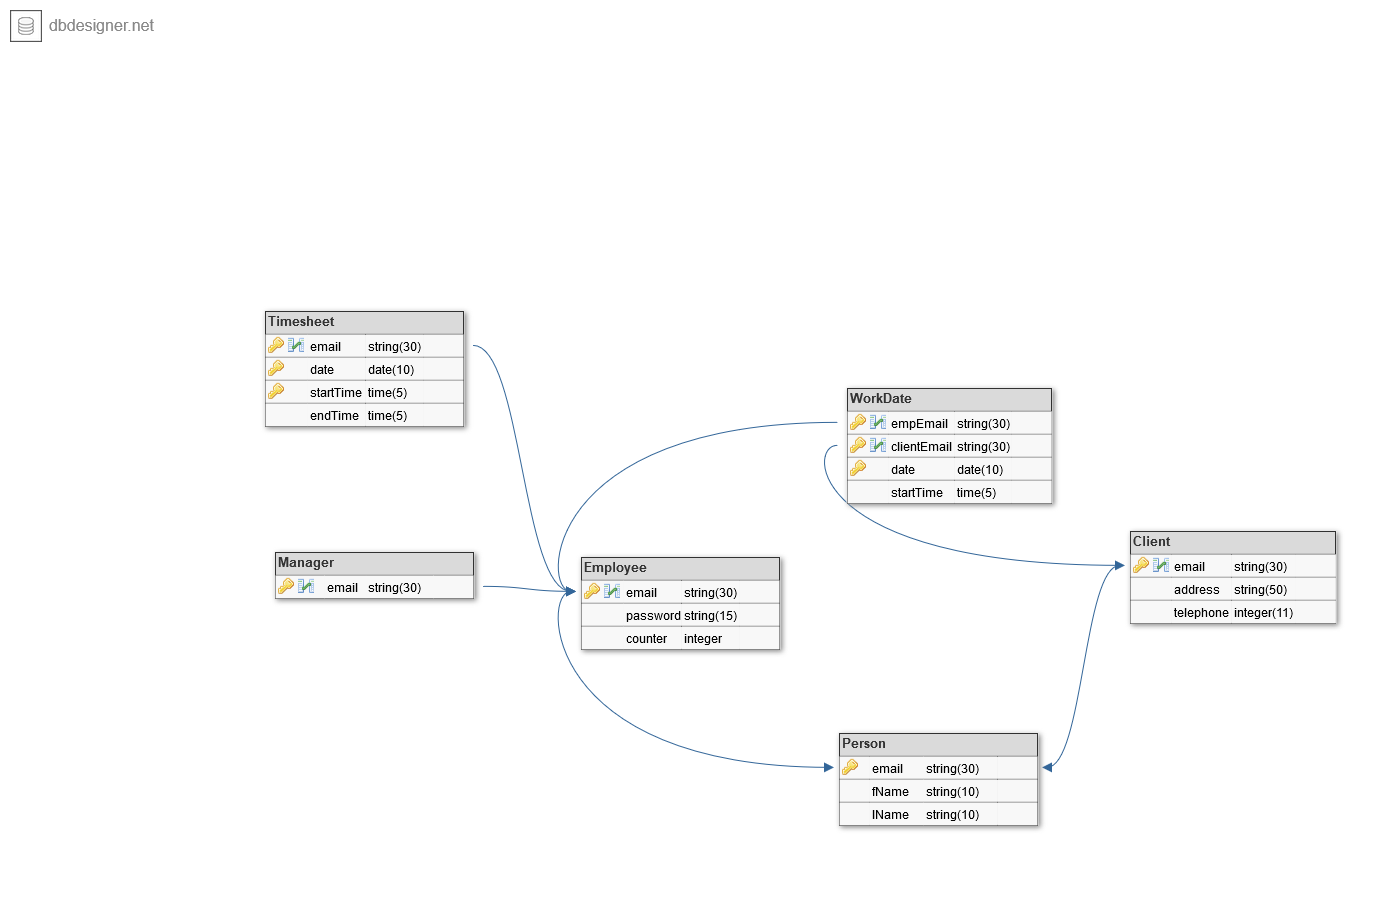 dbdesigner.net
Timesheet
email string(30)
date date(10)
startTime time(5)
endTime time(5)
WorkDate
empEmail string(30)
clientEmail string(30)
date date(10)
startTime time(5)
Manager
email string(30)
Employee
email string(30)
password string(15)
counter integer
Client
email string(30)
address string(50)
telephone integer(11)
Person
email string(30)
fName string(10)
lName string(10)